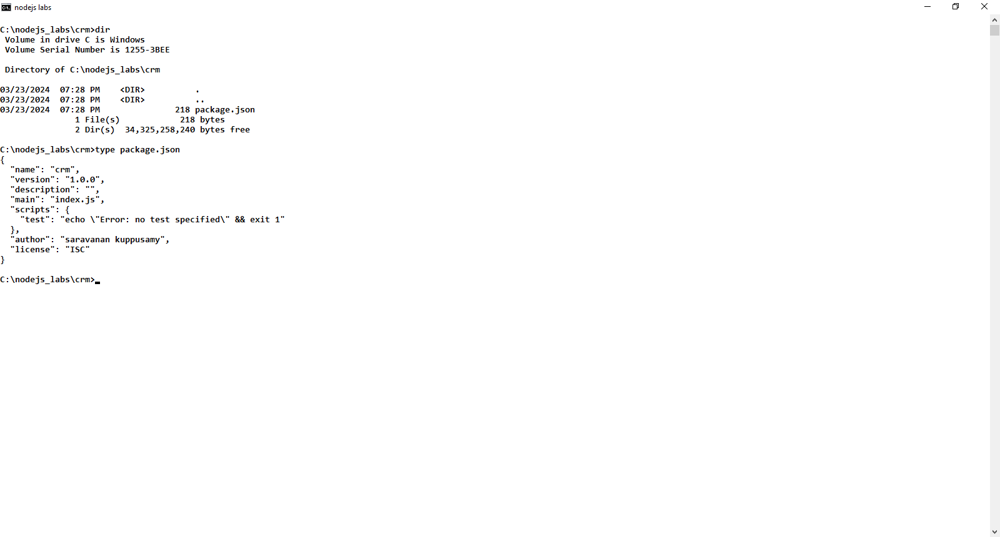 nodejs labs
C:\nodejs_labs\crm>dir
 Volume in drive C is Windows
 Volume Serial Number is 1255-3BEE

 Directory of C:\nodejs_labs\crm

03/23/2024  07:28 PM    <DIR>          .
03/23/2024  07:28 PM    <DIR>          ..
03/23/2024  07:28 PM               218 package.json
               1 File(s)            218 bytes
               2 Dir(s)  34,325,258,240 bytes free

C:\nodejs_labs\crm>type package.json
{
  "name": "crm",
  "version": "1.0.0",
  "description": "",
  "main": "index.js",
  "scripts": {
    "test": "echo \"Error: no test specified\" && exit 1"
  },
  "author": "saravanan kuppusamy",
  "license": "ISC"
}

C:\nodejs_labs\crm>